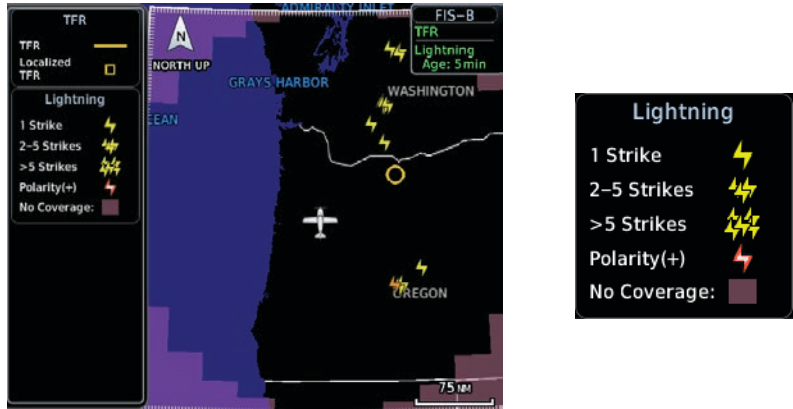 TFR
TFR
Localized
TFR
Lightning
1 Strike
2–5 Strikes
>5 Strikes
Polarity(+)
No Coverage:
ADMIRALTY INLET
N
NORTH UP
GRAYS HARBOR
WASHINGTON
EAN
OREGON
75 NM
FIS-B
TFR
Lightning
Age: 5min
Lightning
1 Strike
2–5 Strikes
>5 Strikes
Polarity(+)
No Coverage: